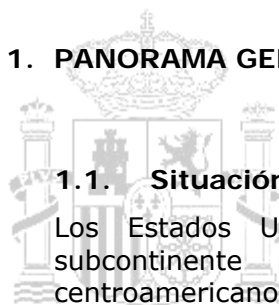 1. PANORAMA GE
1.1. Situación
Los Estados U
subcontinente
centroamericano